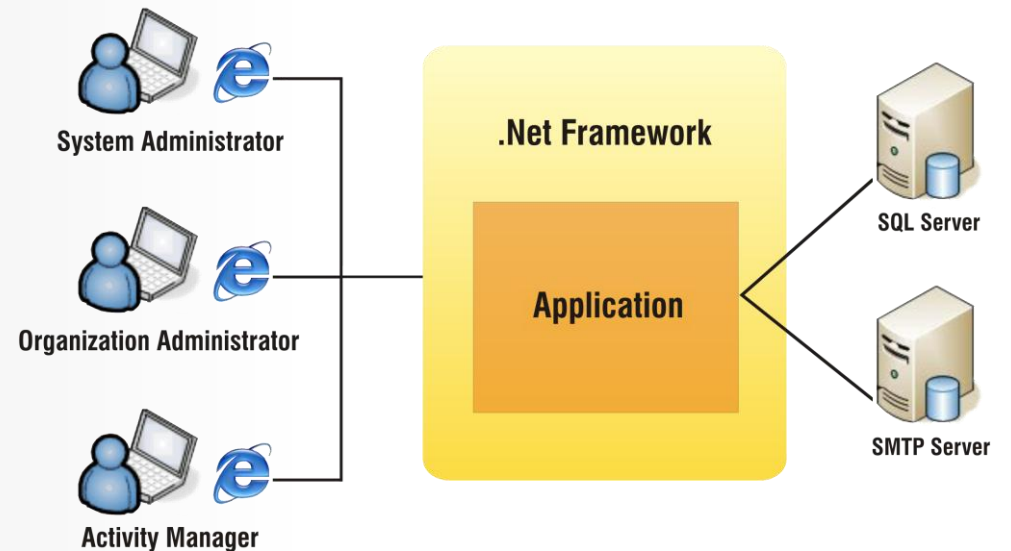 System Administrator
Organization Administrator
Activity Manager
.Net Framework
Application
SQL Server
SMTP Server